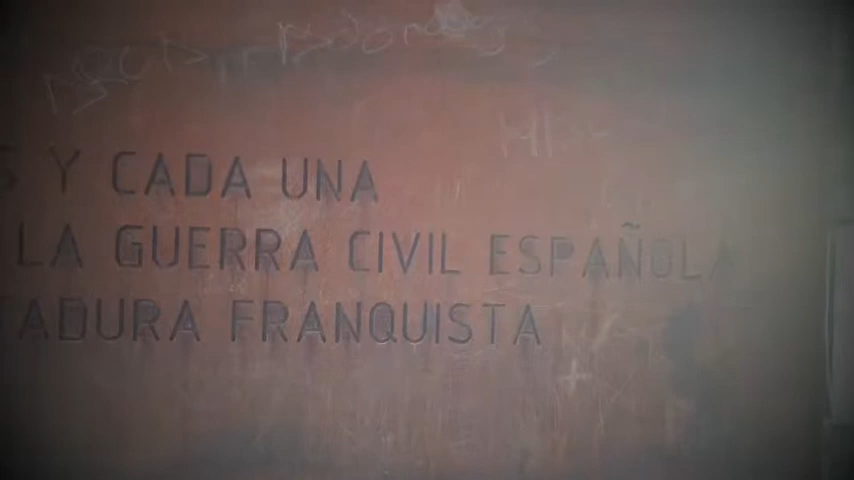 Y CADA UNA
LA GUERRA CIVIL ESPAÑOLA
TADURA FRANQUISTA